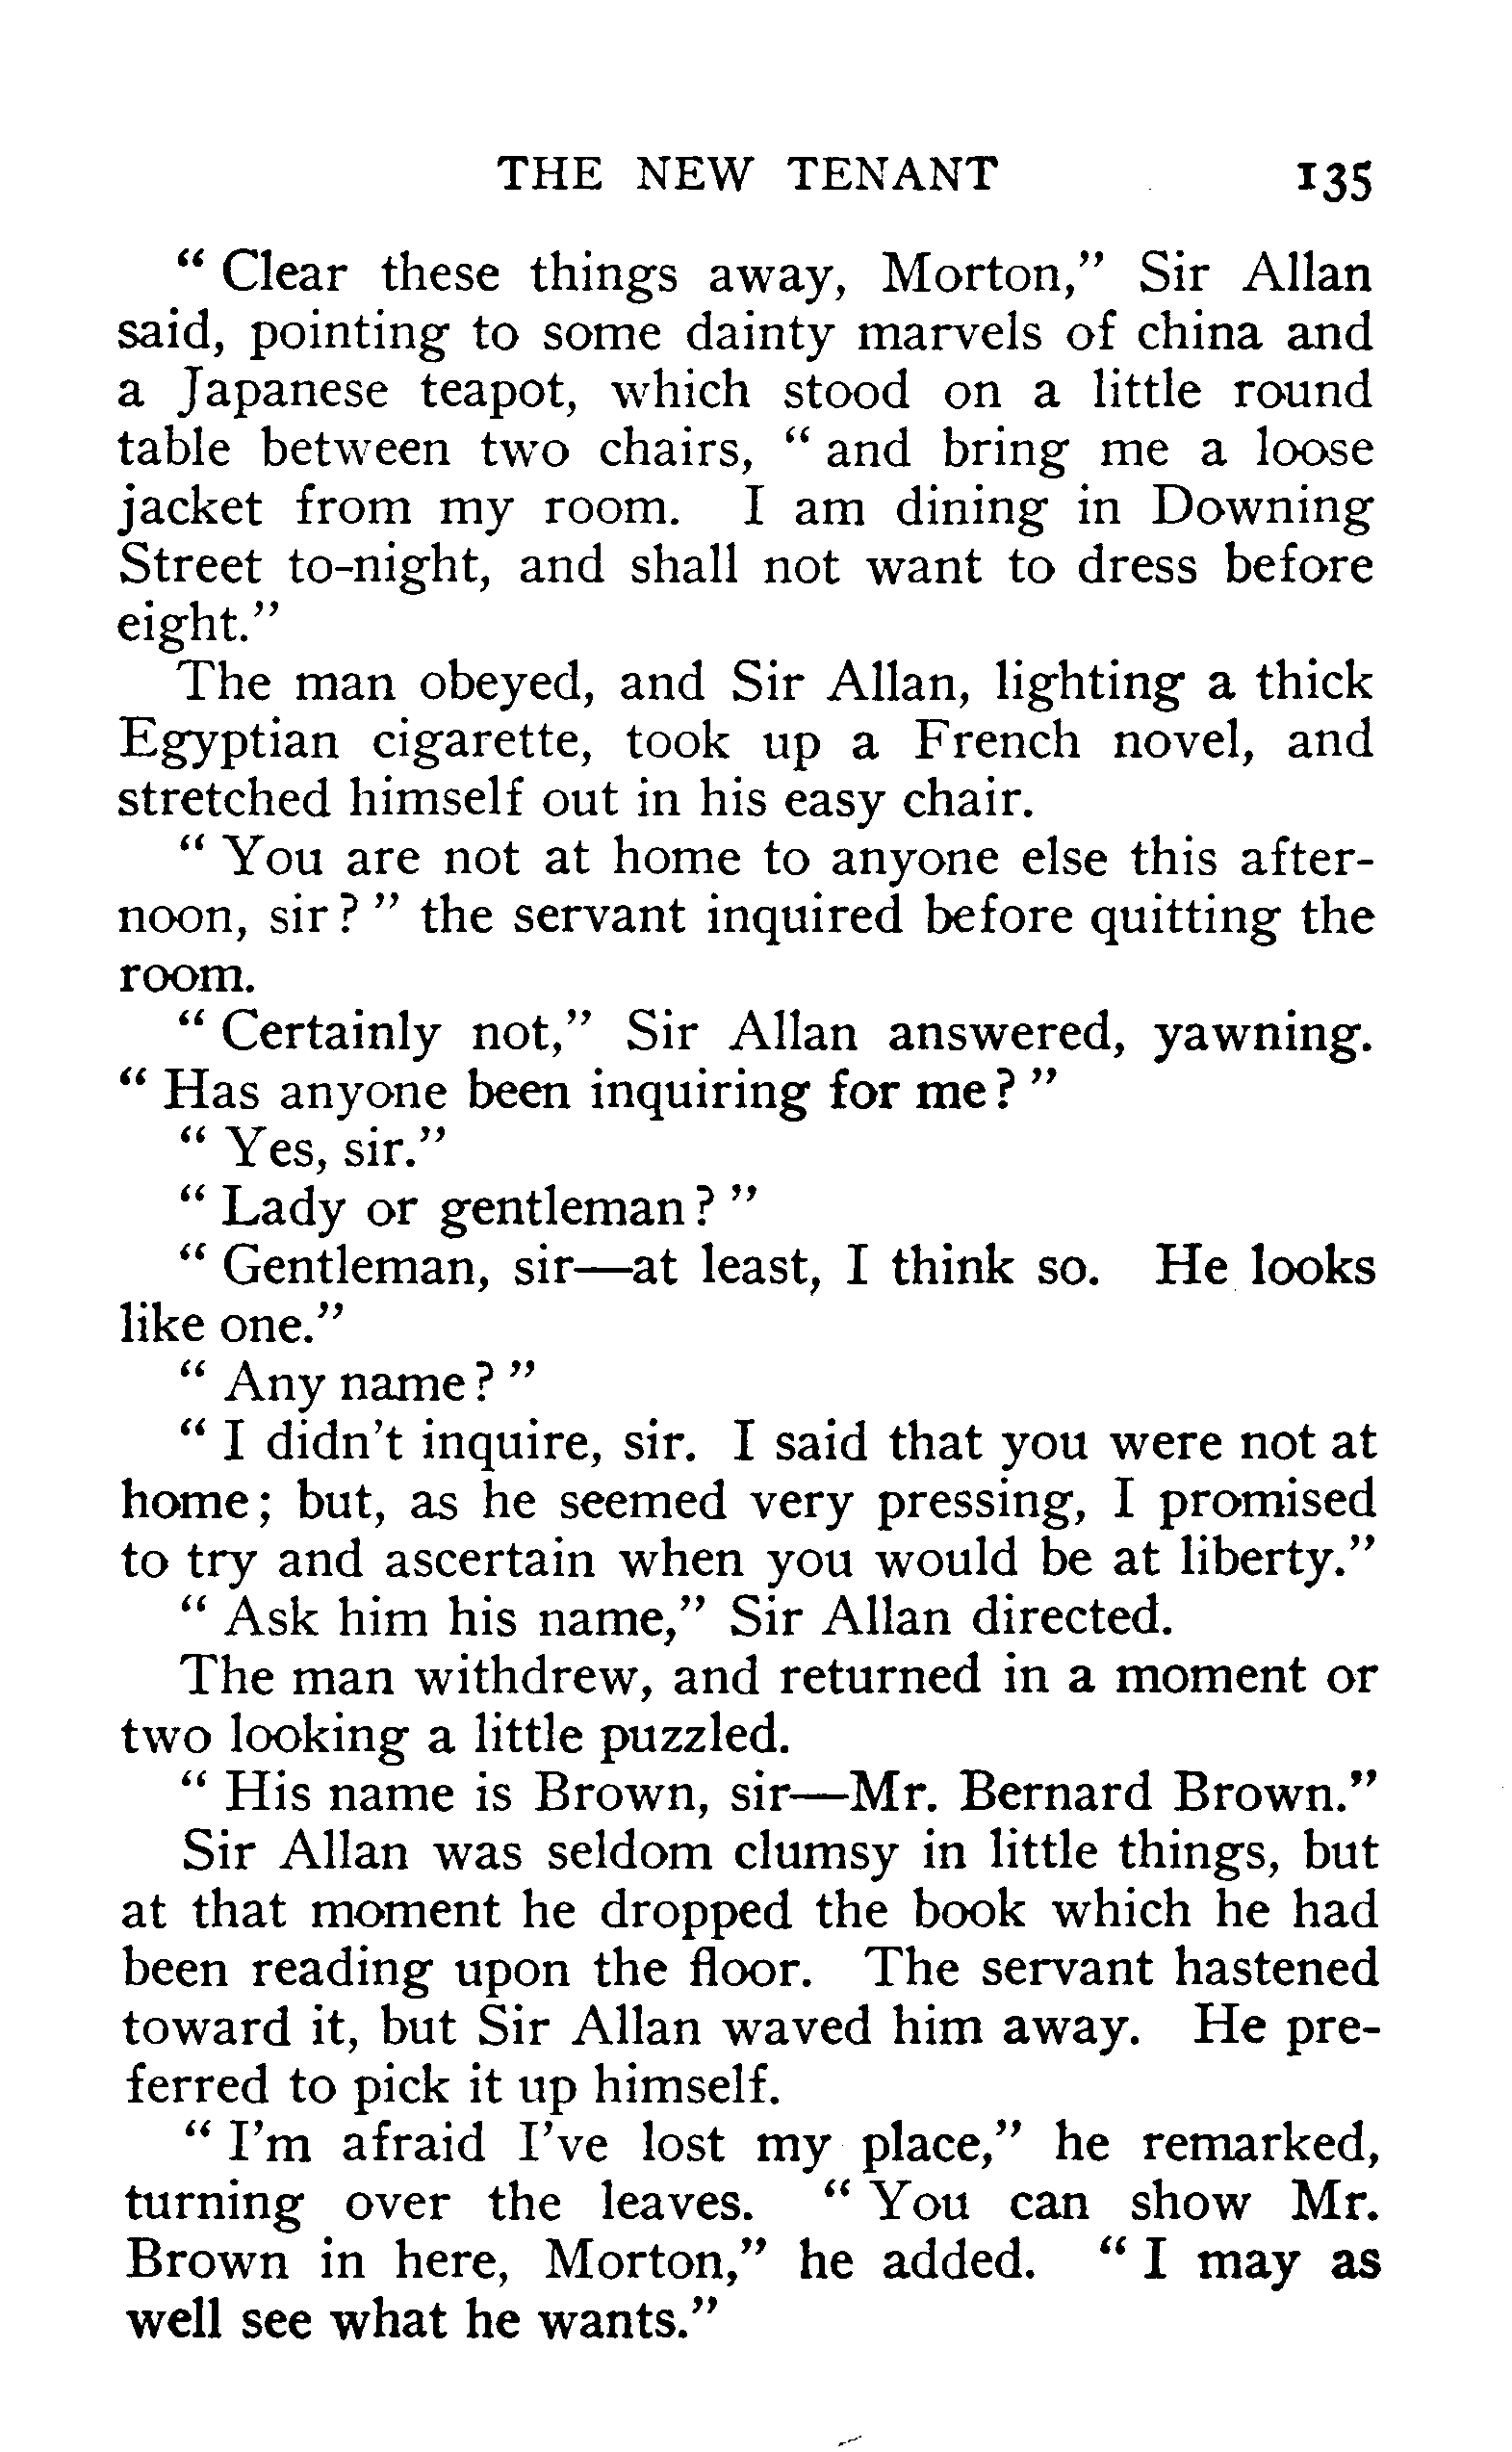 THE NEW TENANT 135
" Clear these things away, Morton," Sir Allan
said, pointing to some dainty marvels of china and
a Japanese teapot, which stood on a little round
table between two chairs, " and bring me a loose
jacket from my room. I am dining in Downing
Street to-night, and shall not want to dress before
eight."
The man obeyed, and Sir Allan, lighting a thick
Egyptian cigarette, took up a French novel, and
stretched himself out in his easy chair.
" You are not at home to anyone else this after-
noon, sir? " the servant inquired before quitting the
room.
" Certainly not," Sir Allan answered, yawning.
" Has anyone been inquiring for me? "
" Yes, sir."
" Lady or gentleman? "
" Gentleman, sir—at least, I think so. He looks
like one."
" Any name? "
" I didn't inquire, sir. I said that you were not at
home; but, as he seemed very pressing, I promised
to try and ascertain when you would be at liberty."
" Ask him his name," Sir Allan directed.
The man withdrew, and returned in a moment or
two looking a little puzzled.
" His name is Brown, sir—Mr. Bernard Brown."
Sir Allan was seldom clumsy in little things, but
at that moment he dropped the book which he had
been reading upon the floor. The servant hastened
toward it, but Sir Allan waved him away. He pre-
ferred to pick it up himself.
" I'm afraid I've lost my place," he remarked,
turning over the leaves. " You can show Mr.
Brown in here, Morton," he added. " I may as
well see what he wants."